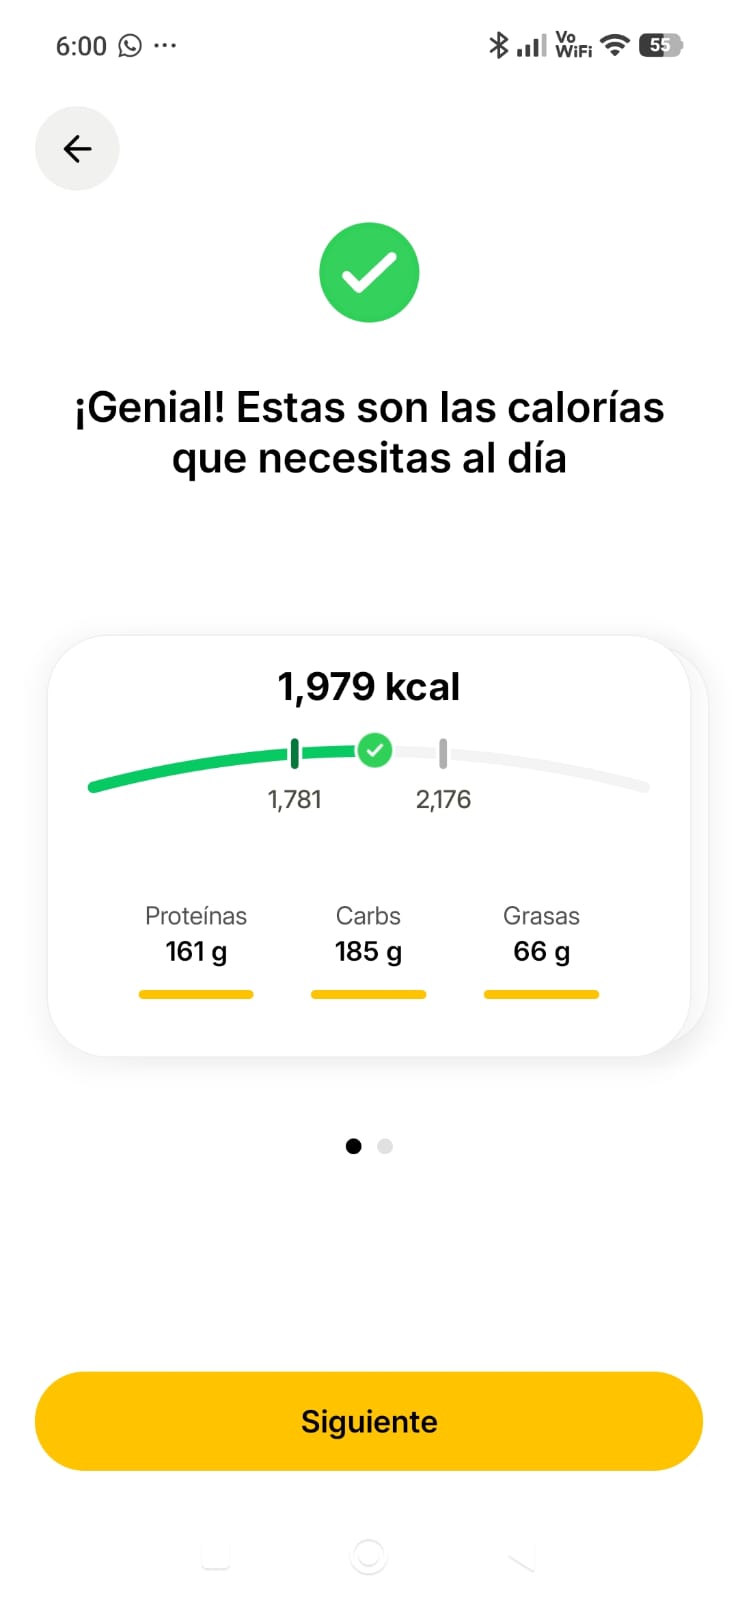 6:00
Vo
WiFi
55
¡Genial! Estas son las calorías
que necesitas al día
1,979 kcal
1,781
2,176
Proteínas
Carbs
Grasas
161 g
185 g
66 g
Siguiente